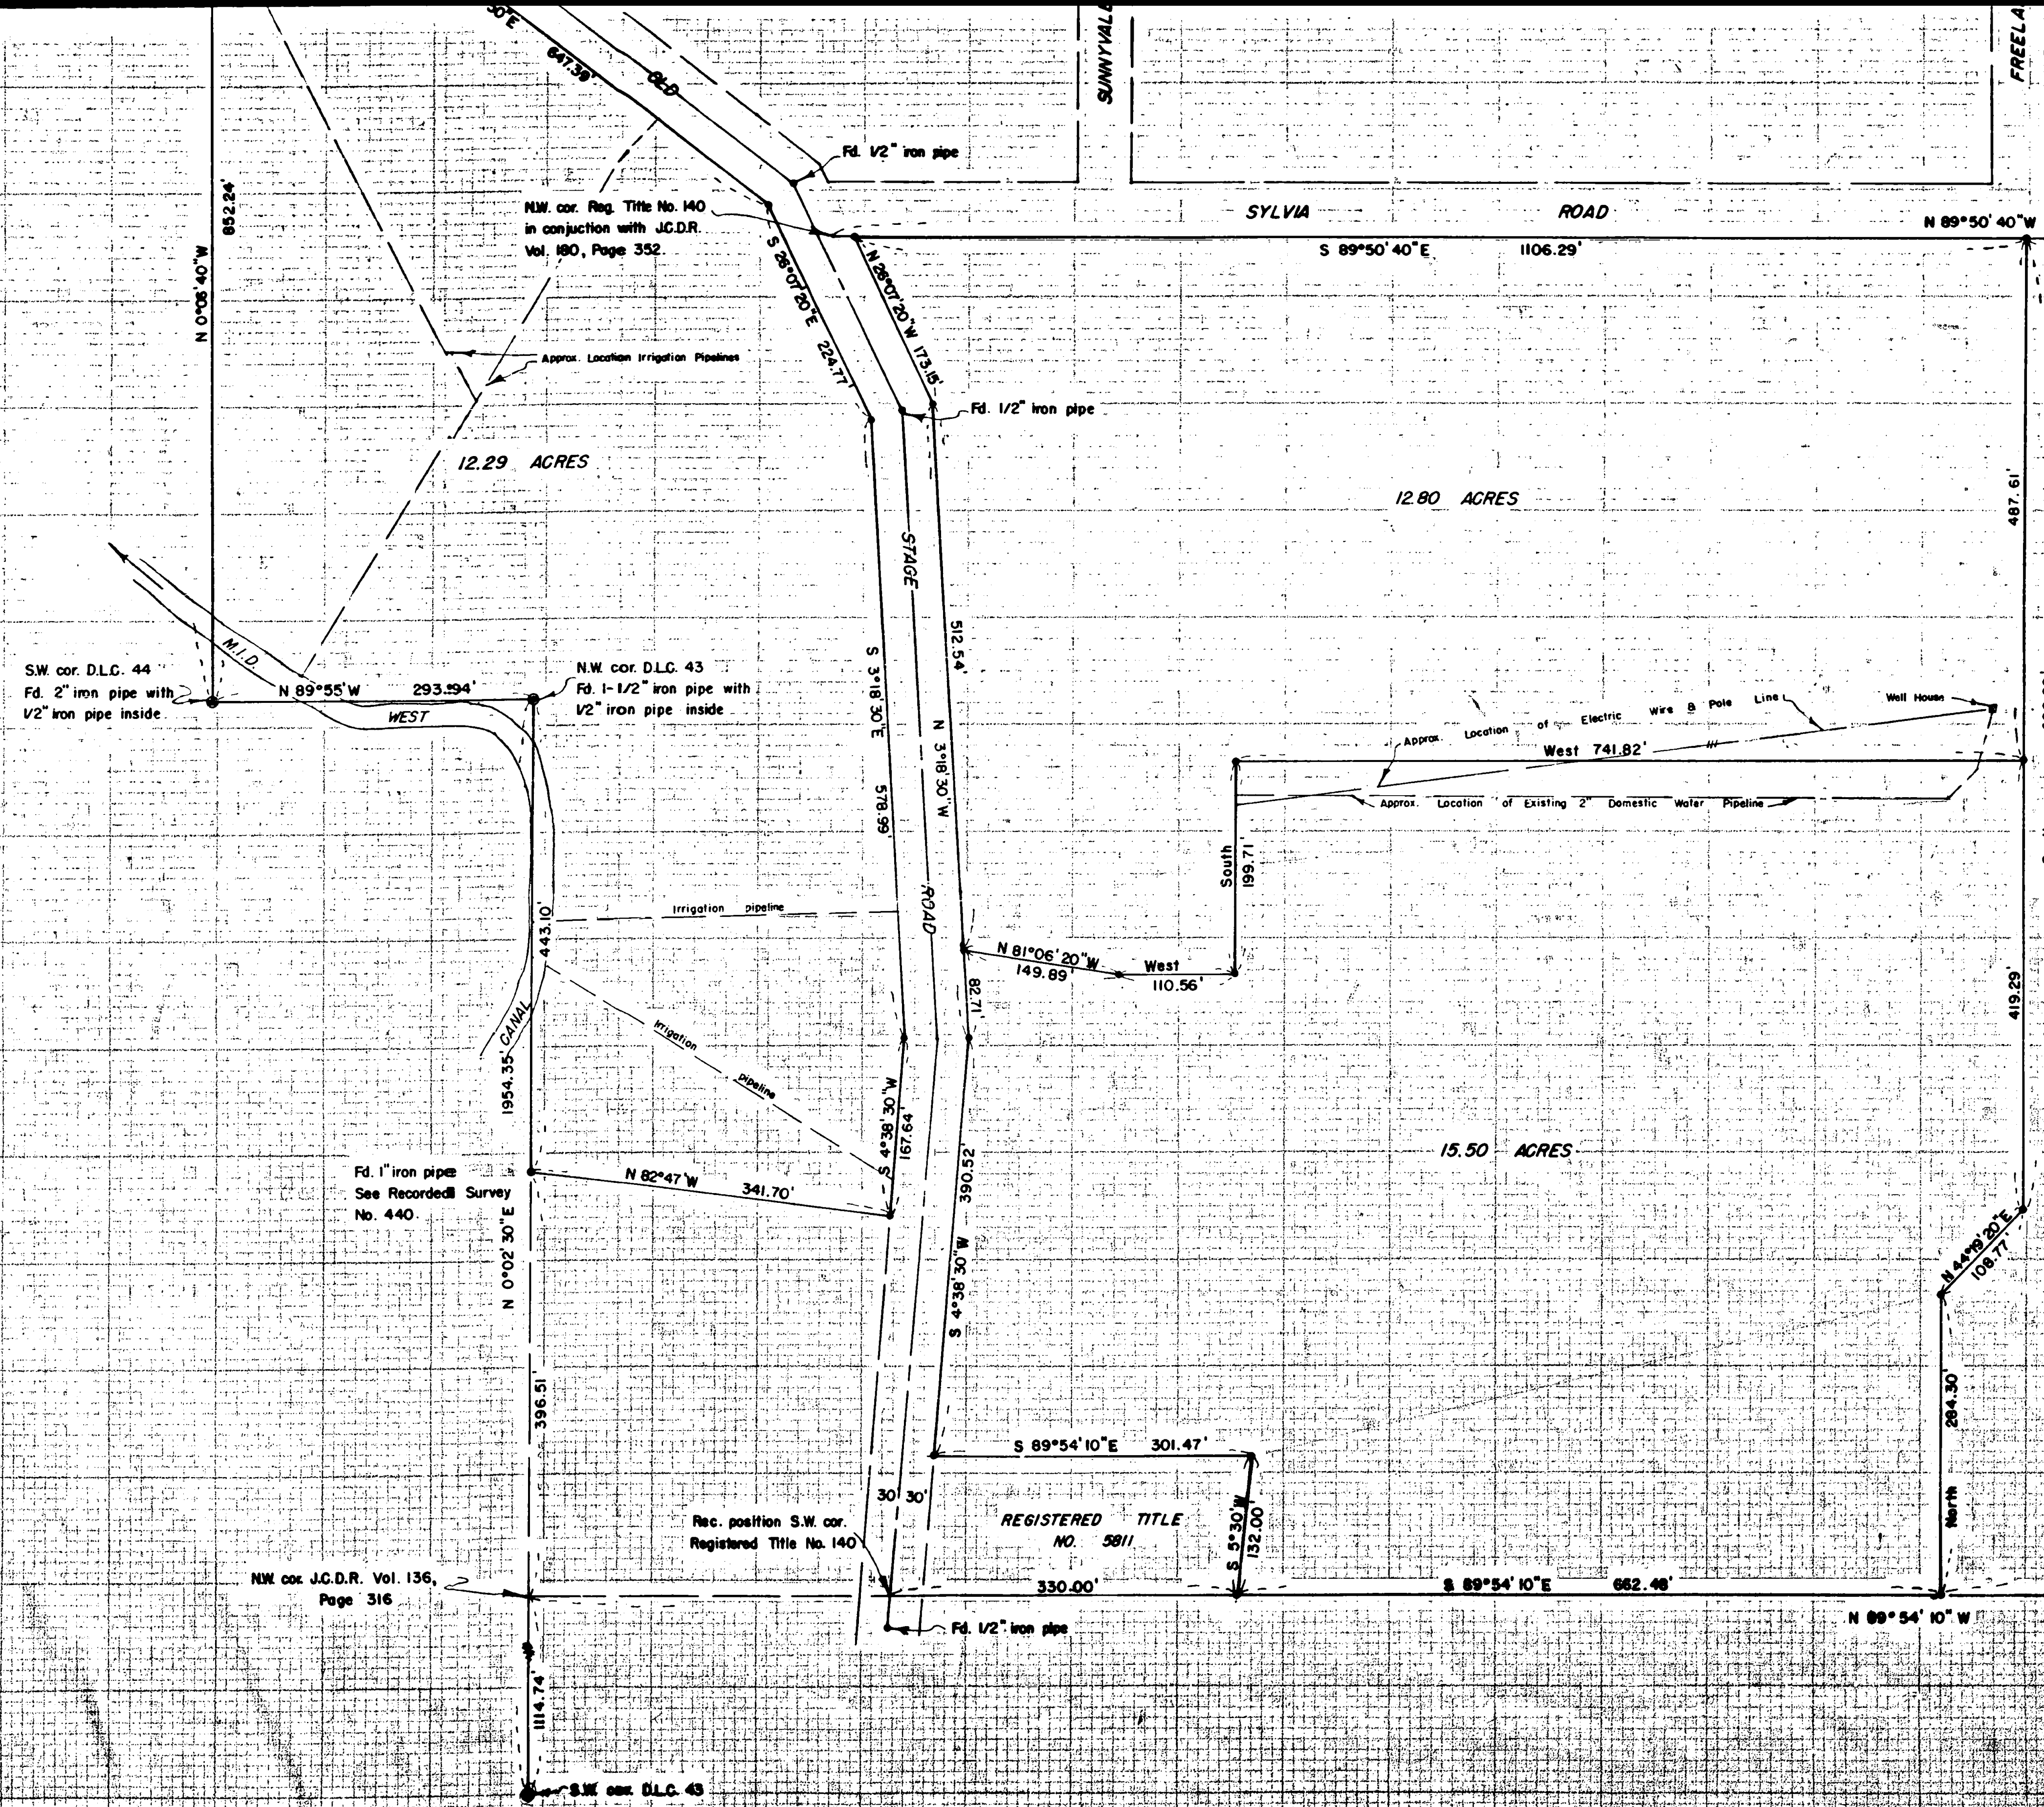 30"E
647.39'
OLD
SUNNYVALE
852.24'
N 0°06'40"W
Fd. 1/2" iron pipe
N.W. cor. Reg. Title No. 140
in conjuction with J.C.D.R.
Vol. 180, Page 352.
SYLVIA ROAD
N 89°50'40"W
S 89°50'40"E 1106.29'
S 26°07'20"E 224.77'
N 26°07'20"W 173.15'
Approx. Location Irrigation Pipelines
Fd. 1/2" iron pipe
12.29 ACRES
12.80 ACRES
487.61'
STAGE
512.54'
S 3°18'30"E
578.99'
N 3°18'30"W
M.I.D.
S.W. cor. D.L.C. 44
Fd. 2" iron pipe with
1/2" iron pipe inside
N 89°55'W 293.94'
WEST
N.W. cor. D.L.C. 43
Fd. 1-1/2" iron pipe with
1/2" iron pipe inside
Approx. Location of Electric Wire & Pole Line
Well House
West 741.82'
Approx. Location of Existing 2" Domestic Water Pipeline
South
199.71'
Irrigation pipeline
443.10'
ROAD
N 81°06'20"W
149.89'
West
110.56'
82.71'
419.29'
CANAL
1954.35'
Irrigation pipeline
S 4°38'30"W
167.64'
15.50 ACRES
390.52'
Fd. 1" iron pipe
See Recorded Survey
No. 440
N 82°47'W 341.70'
N 0°02'30"E
S 4°38'30"W
N 44°19'20"E
108.77'
396.51'
284.30'
North
S 89°54'10"E 301.47'
30' 30'
Rec. position S.W. cor.
Registered Title No. 140
REGISTERED TITLE
NO. 5811
S 5°30'W
132.00'
N.W. cor. J.C.D.R. Vol. 136,
Page 316
330.00'
S 89°54'10"E 662.46'
N 89°54'10"W
Fd. 1/2" iron pipe
1114.74'
S.W. cor. D.L.C. 43